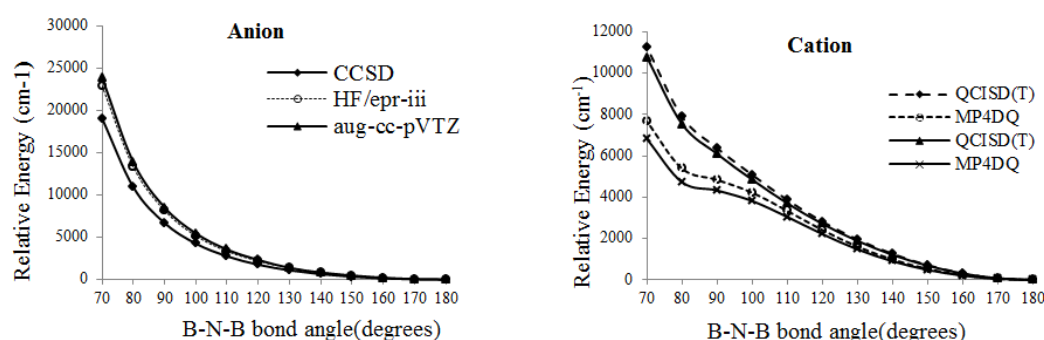 Anion
Relative Energy (cm-1)
30000
25000
20000
15000
10000
5000
0
CCSD
HF/epr-iii
aug-cc-pVTZ
70 80 90 100 110 120 130 140 150 160 170 180
B-N-B bond angle(degrees)
Cation
Relative Energy (cm-1)
12000
10000
8000
6000
4000
2000
0
QCISD(T)
MP4DQ
QCISD(T)
MP4DQ
70 80 90 100 110 120 130 140 150 160 170 180
B-N-B bond angle(degrees)